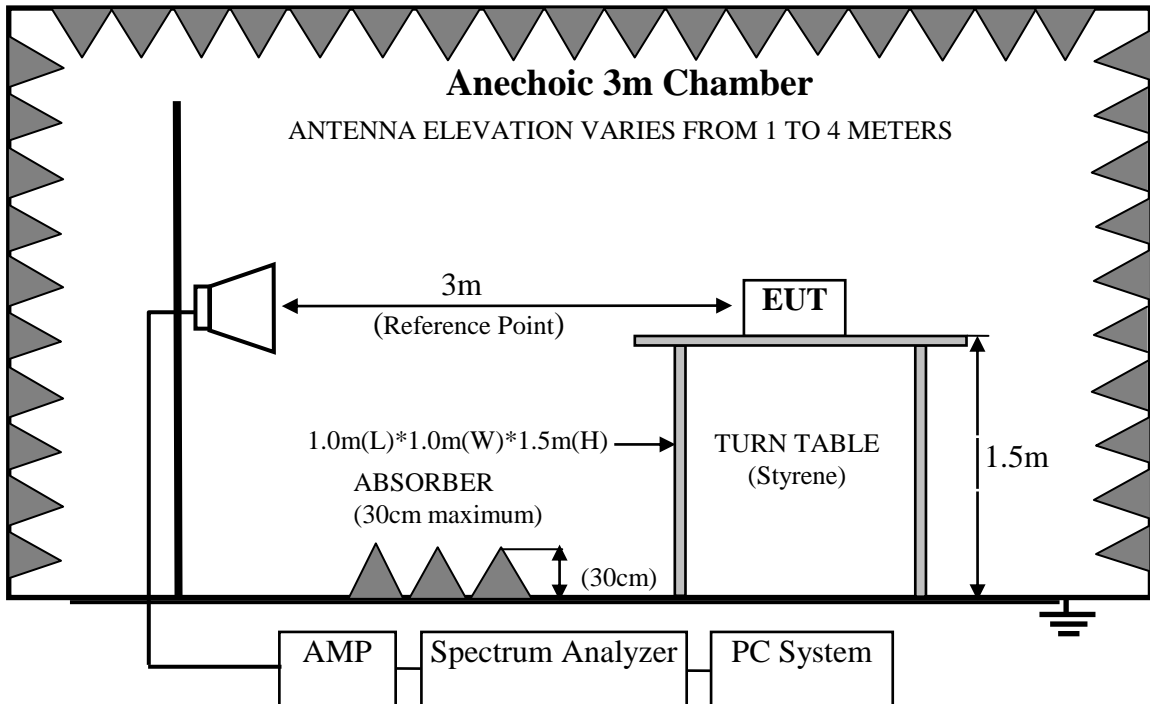 Anechoic 3m Chamber
ANTENNA ELEVATION VARIES FROM 1 TO 4 METERS
3m
(Reference Point)
EUT
1.0m(L)*1.0m(W)*1.5m(H)
TURN TABLE
(Styrene)
1.5m
ABSORBER
(30cm maximum)
(30cm)
AMP
Spectrum Analyzer
PC System